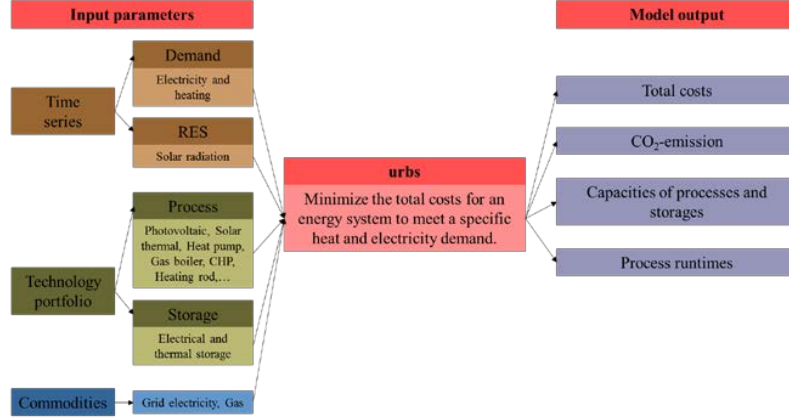 Input parameters
Model output
Time
series
Demand
Electricity and
heating
RES
Solar radiation
Technology
portfolio
Process
Photovoltaic, Solar
thermal, Heat pump,
Gas boiler, CHP,
Heating rod,...
Storage
Electrical and
thermal storage
Commodities
Grid electricity, Gas
urbs
Minimize the total costs for an
energy system to meet a specific
heat and electricity demand.
Total costs
CO₂-emission
Capacities of processes and
storages
Process runtimes